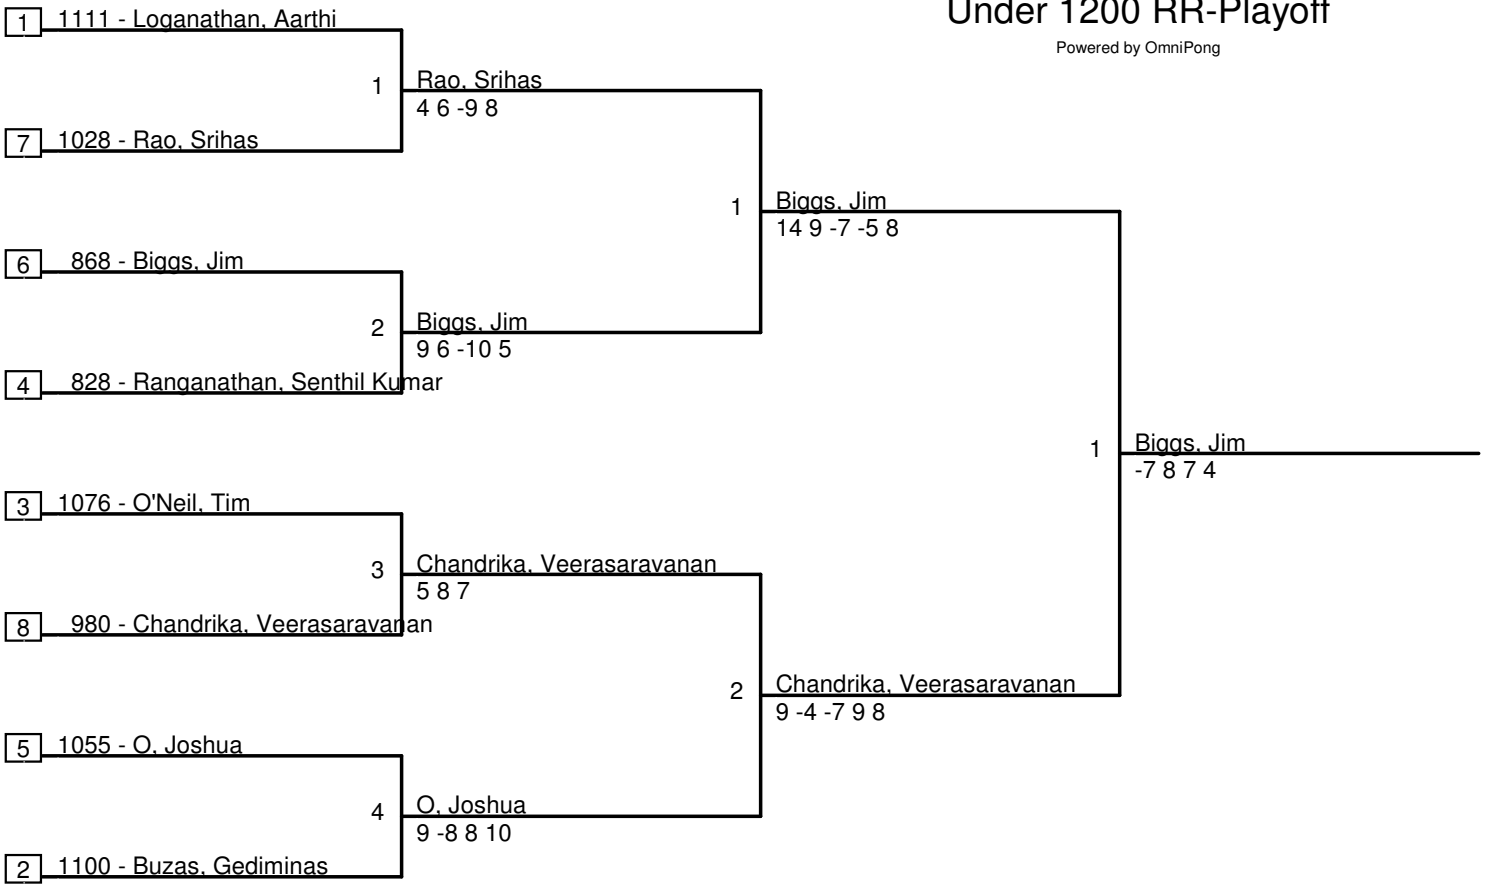 Under 1200 RR-Playoff
Powered by OmniPong
1 1111 - Loganathan, Aarthi
1 Rao, Srihas
4 6 -9 8
7 1028 - Rao, Srihas
1 Biggs, Jim
14 9 -7 -5 8
6 868 - Biggs, Jim
2 Biggs, Jim
9 6 -10 5
4 828 - Ranganathan, Senthil Kumar
1 Biggs, Jim
-7 8 7 4
3 1076 - O'Neil, Tim
3 Chandrika, Veerasaravanan
5 8 7
8 980 - Chandrika, Veerasaravanan
2 Chandrika, Veerasaravanan
9 -4 -7 9 8
5 1055 - O, Joshua
4 O, Joshua
9 -8 8 10
2 1100 - Buzas, Gediminas